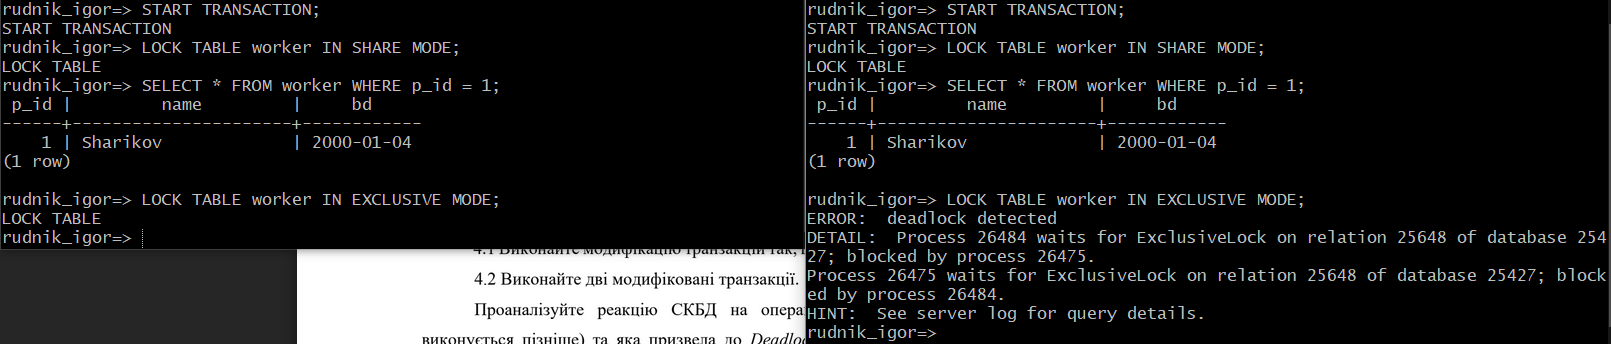 rudnik_igor=> START TRANSACTION;
START TRANSACTION
rudnik_igor=> LOCK TABLE worker IN SHARE MODE;
LOCK TABLE
rudnik_igor=> SELECT * FROM worker WHERE p_id = 1;
 p_id |         name         |     bd
------+----------------------+------------
    1 | Sharikov             | 2000-01-04
(1 row)
rudnik_igor=> LOCK TABLE worker IN EXCLUSIVE MODE;
LOCK TABLE
rudnik_igor=>
rudnik_igor=> START TRANSACTION;
START TRANSACTION
rudnik_igor=> LOCK TABLE worker IN SHARE MODE;
LOCK TABLE
rudnik_igor=> SELECT * FROM worker WHERE p_id = 1;
 p_id |         name         |     bd
------+----------------------+------------
    1 | Sharikov             | 2000-01-04
(1 row)
rudnik_igor=> LOCK TABLE worker IN EXCLUSIVE MODE;
ERROR:  deadlock detected
DETAIL:  Process 26484 waits for ExclusiveLock on relation 25648 of database 254
27; blocked by process 26475.
Process 26475 waits for ExclusiveLock on relation 25648 of database 25427; block
ed by process 26484.
HINT:  See server log for query details.
rudnik_igor=>
4.1 Виконайте модифікацію транзакцій так,
4.2 Виконайте дві модифіковані транзакції.
Проаналізуйте реакцію СКБД на опера
виконується пізніше) та яка призвела до Deadlo